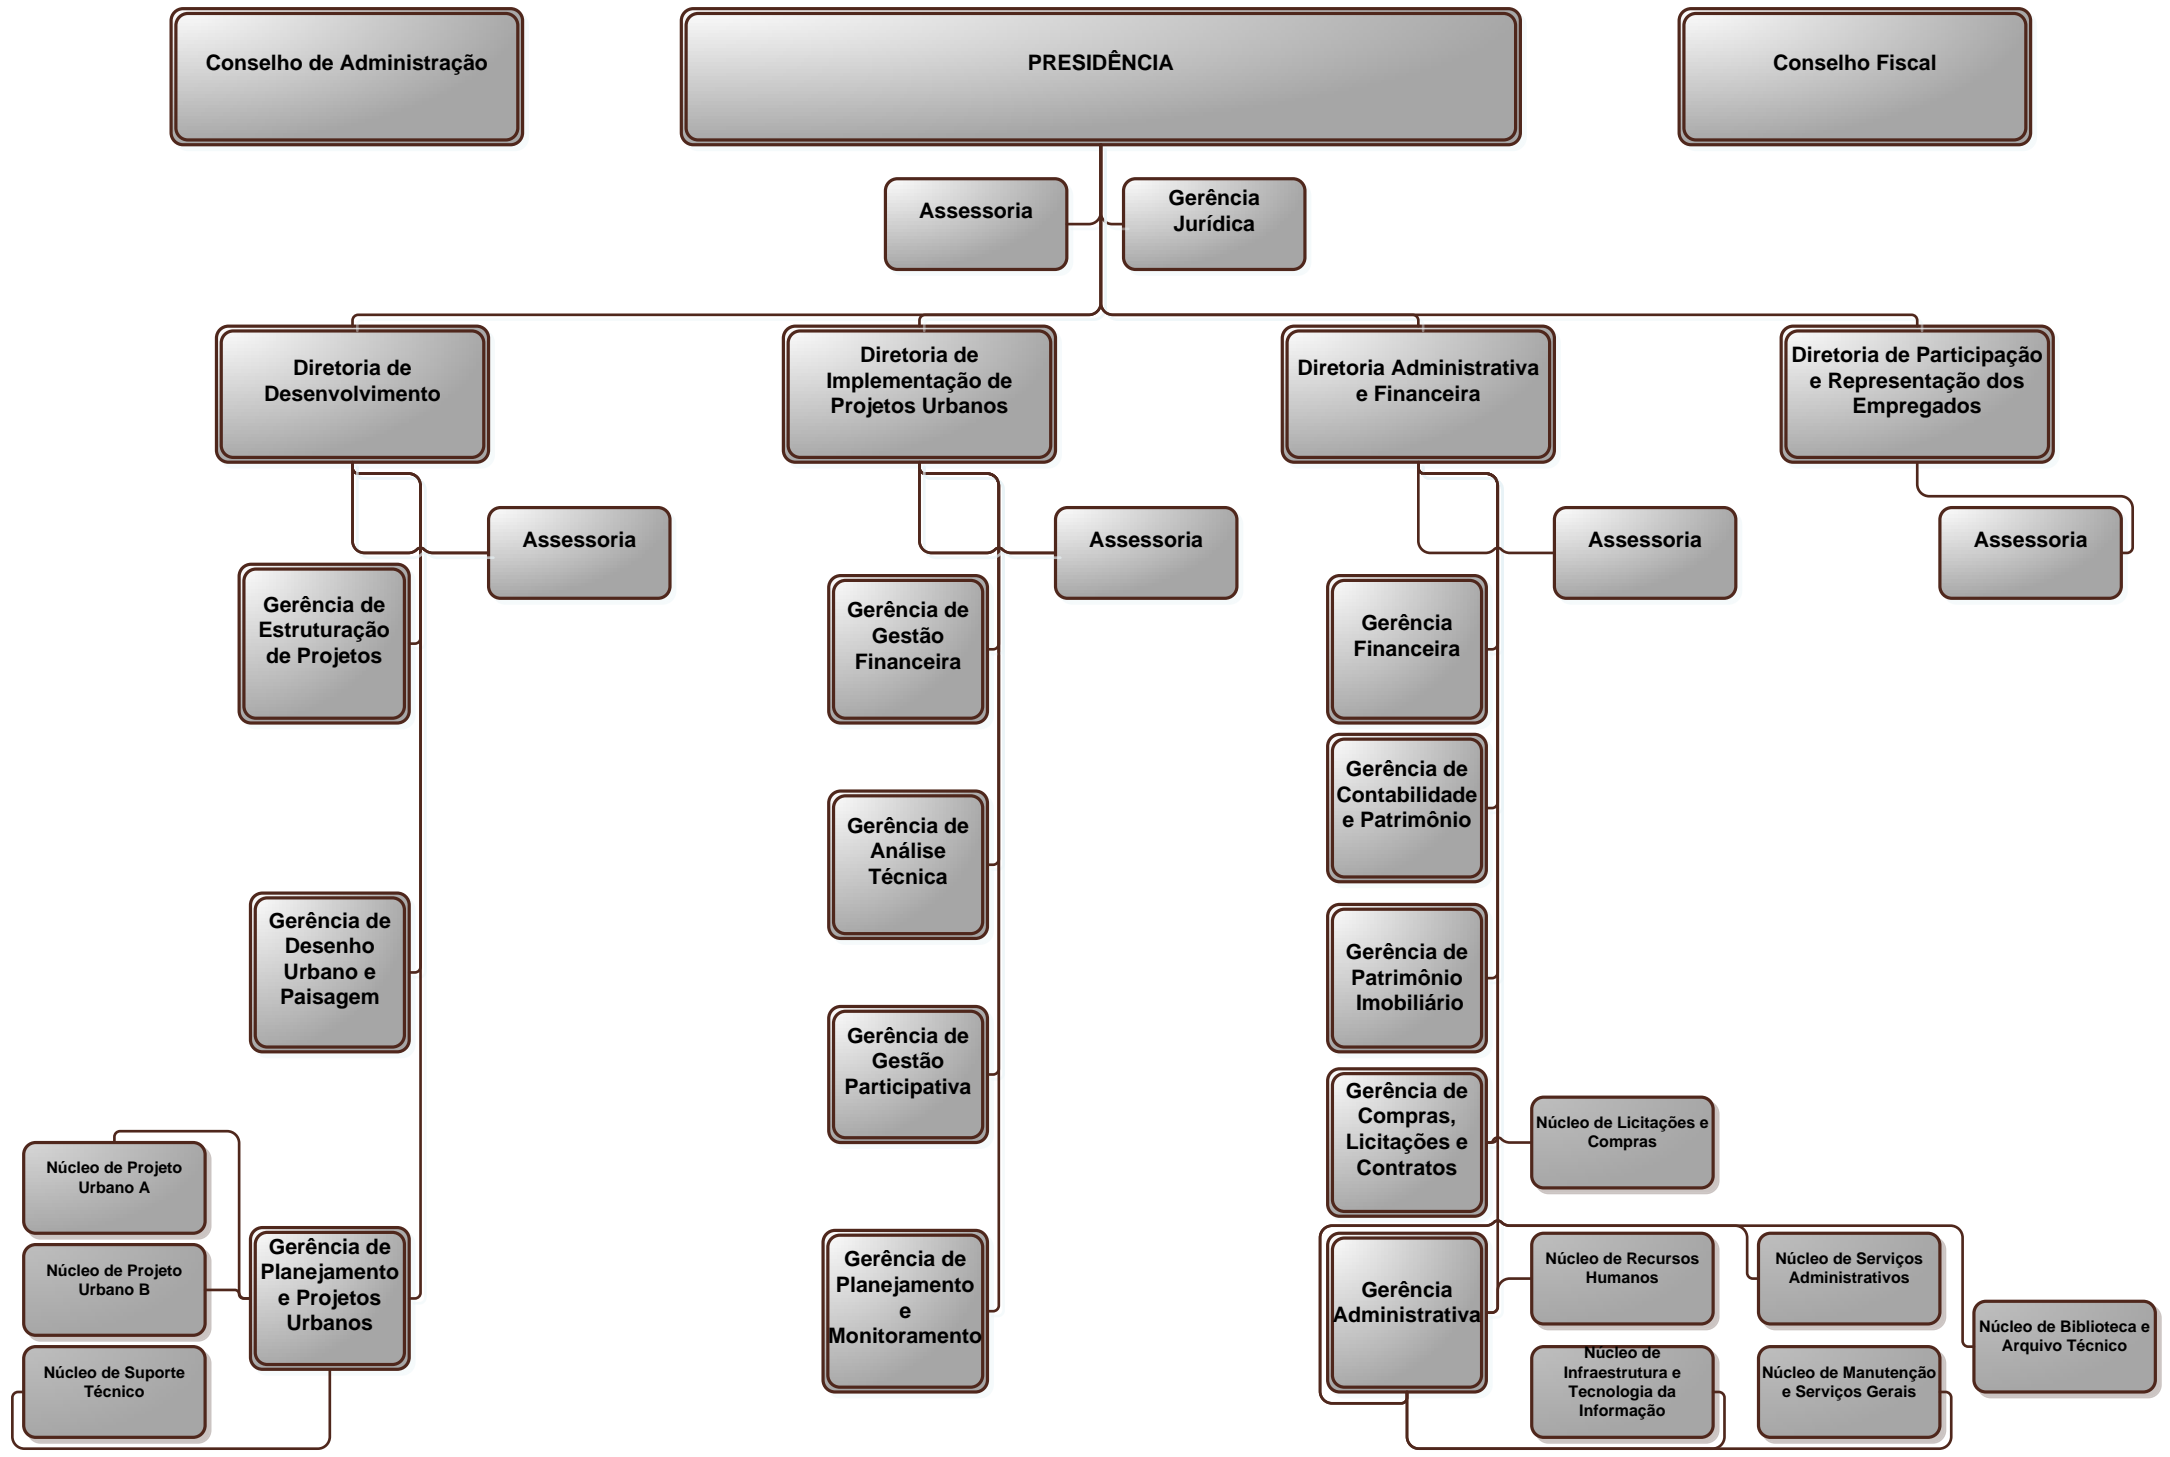 Conselho de Administração
PRESIDÊNCIA
Conselho Fiscal
Assessoria
Gerência
Jurídica
Diretoria de
Desenvolvimento
Diretoria de
Implementação de
Projetos Urbanos
Diretoria Administrativa
e Financeira
Diretoria de Participação
e Representação dos
Empregados
Assessoria
Assessoria
Assessoria
Assessoria
Gerência de
Estruturação
de Projetos
Gerência de
Gestão
Financeira
Gerência
Financeira
Gerência de
Contabilidade
e Patrimônio
Gerência de
Análise
Técnica
Gerência de
Desenho
Urbano e
Paisagem
Gerência de
Patrimônio
Imobiliário
Gerência de
Gestão
Participativa
Gerência de
Compras,
Licitações e
Contratos
Núcleo de Licitações e
Compras
Núcleo de Projeto
Urbano A
Núcleo de Projeto
Urbano B
Núcleo de Suporte
Técnico
Gerência de
Planejamento
e Projetos
Urbanos
Gerência de
Planejamento
e
Monitoramento
Gerência
Administrativa
Núcleo de Recursos
Humanos
Núcleo de Serviços
Administrativos
Núcleo de Biblioteca e
Arquivo Técnico
Núcleo de
Infraestrutura e
Tecnologia da
Informação
Núcleo de Manutenção
e Serviços Gerais